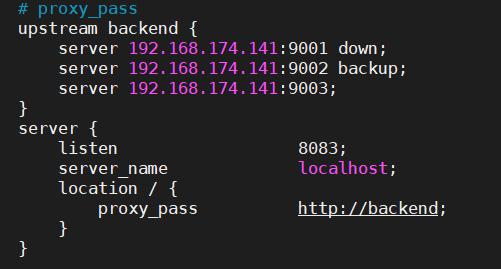 # proxy_pass
upstream backend {
    server 192.168.174.141:9001 down;
    server 192.168.174.141:9002 backup;
    server 192.168.174.141:9003;
}
server {
    listen                  8083;
    server_name             localhost;
    location / {
        proxy_pass          http://backend;
    }
}